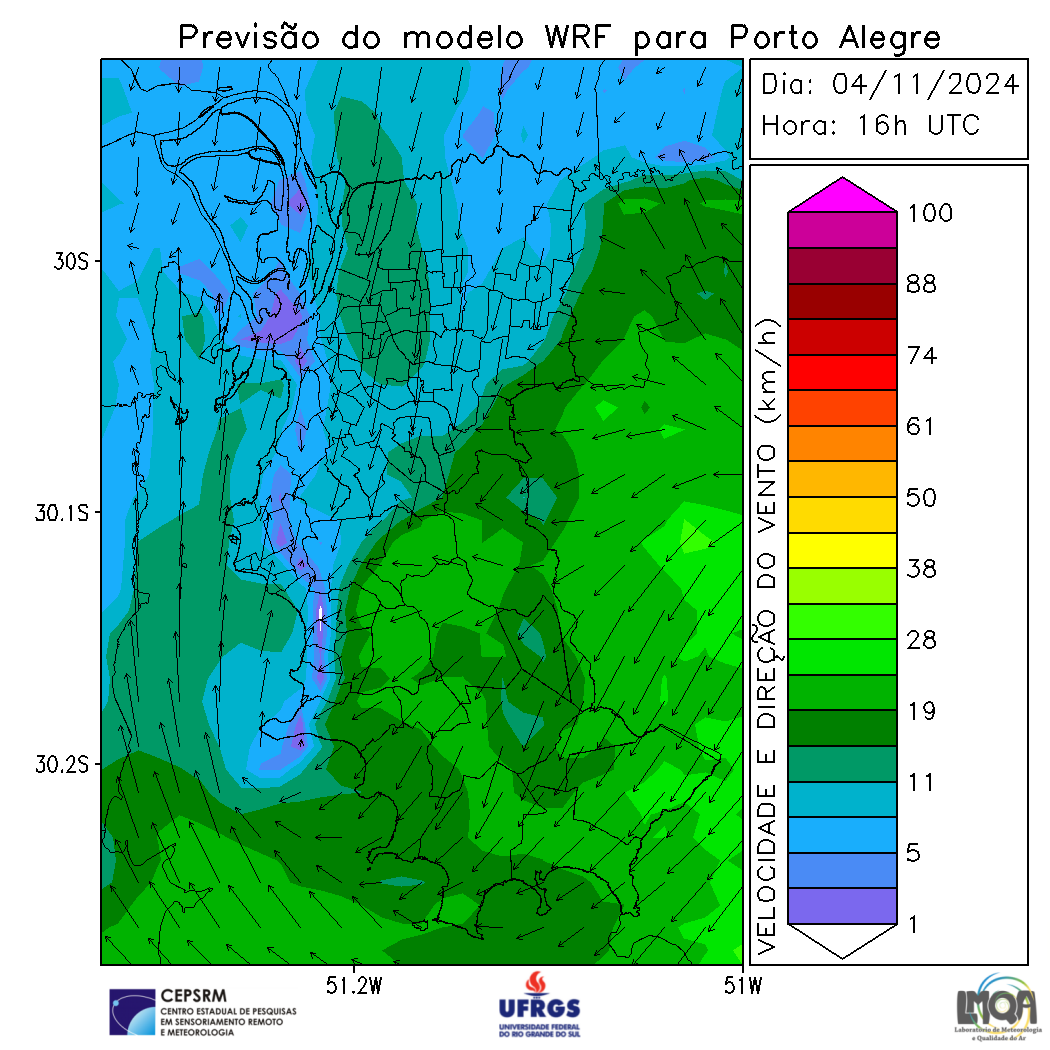 Previsão do modelo WRF para Porto Alegre
Dia: 04/11/2024
Hora: 16h UTC
VELOCIDADE E DIREÇÃO DO VENTO (km/h)
100
88
74
61
50
38
28
19
11
5
1
30S
30.1S
30.2S
51.2W
51W
CEPSRM
CENTRO ESTADUAL DE PESQUISAS
EM SENSORIAMENTO REMOTO
E METEOROLOGIA
UFRGS
UNIVERSIDADE FEDERAL
DO RIO GRANDE DO SUL
LMQA
Laboratório de Meteorologia
e Qualidade do Ar